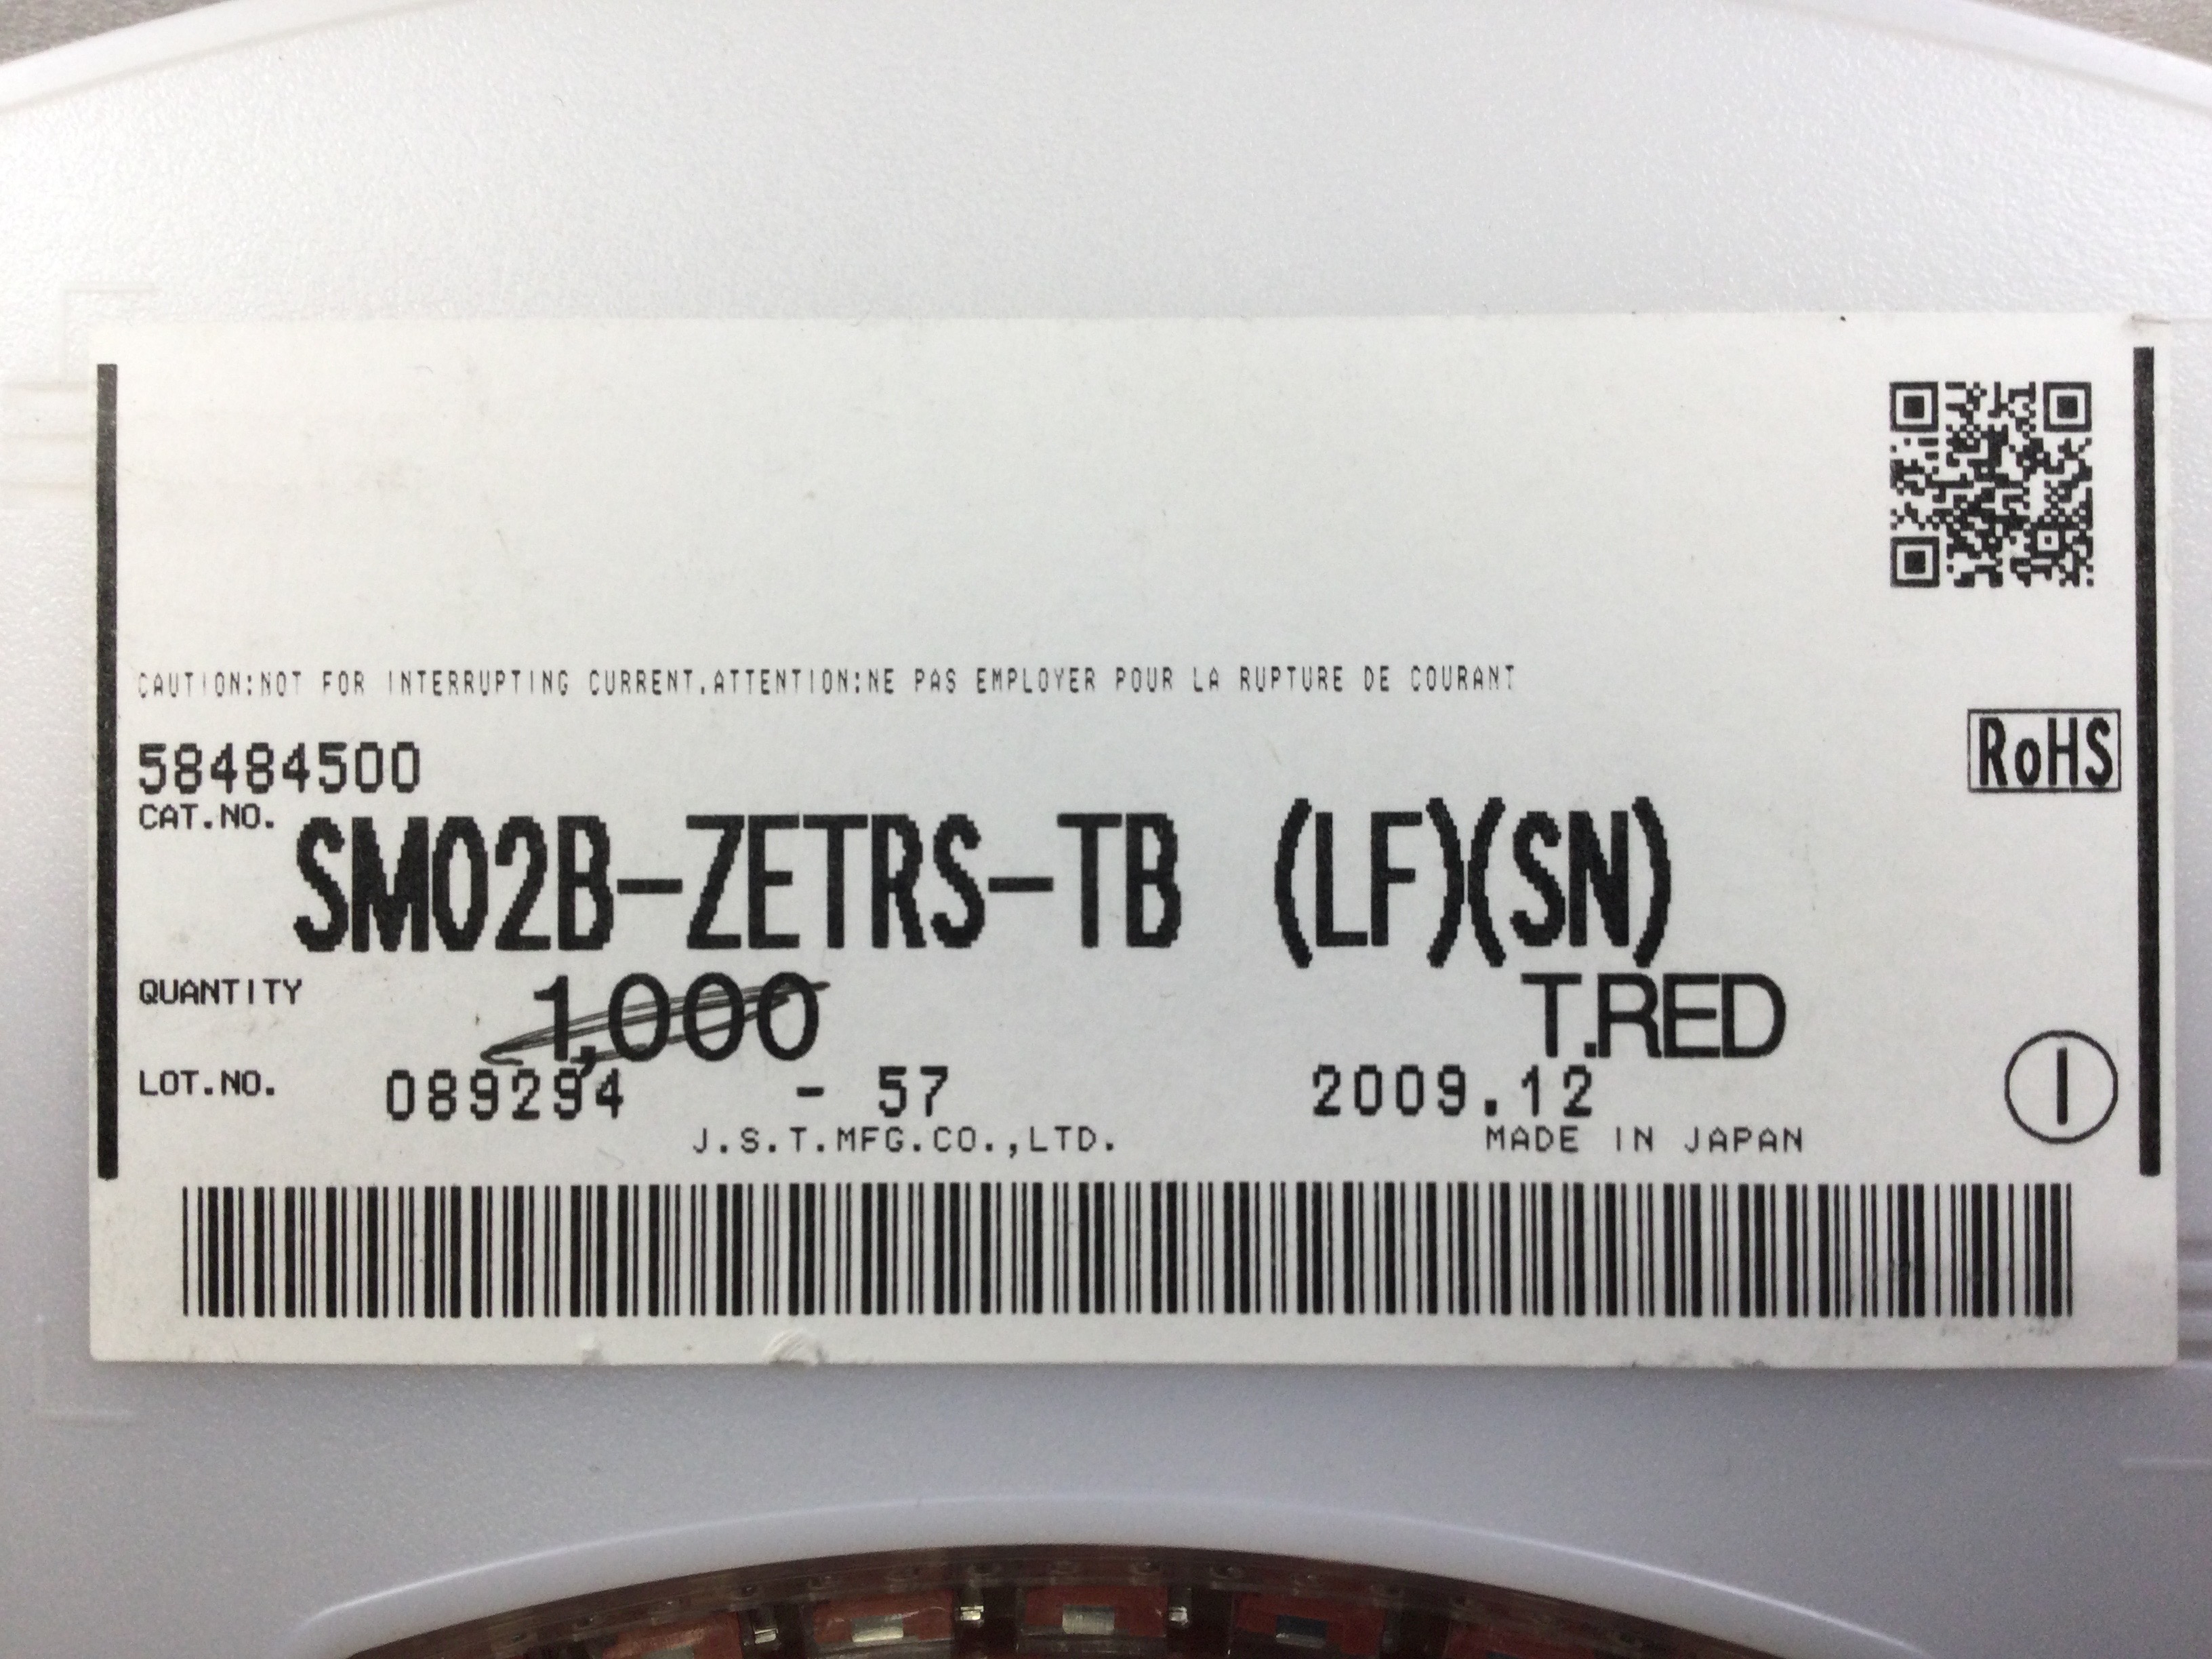 CAUTION:NOT FOR INTERRUPTING CURRENT.ATTENTION:NE PAS EMPLOYER POUR LA RUPTURE DE COURANT
58484500
RoHS
CAT.NO. SM02B-ZETRS-TB (LF)(SN)
QUANTITY 1,000 T.RED
LOT.NO. 089294 - 57 2009.12
J.S.T.MFG.CO.,LTD. MADE IN JAPAN
I